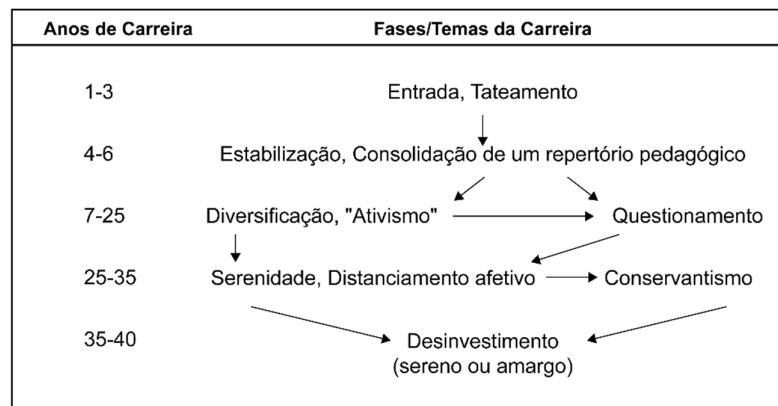 Anos de Carreira Fases/Temas da Carreira
1-3 Entrada, Tateamento
4-6 Estabilização, Consolidação de um repertório pedagógico
7-25 Diversificação, "Ativismo" Questionamento
25-35 Serenidade, Distanciamento afetivo Conservantismo
35-40 Desinvestimento
(sereno ou amargo)